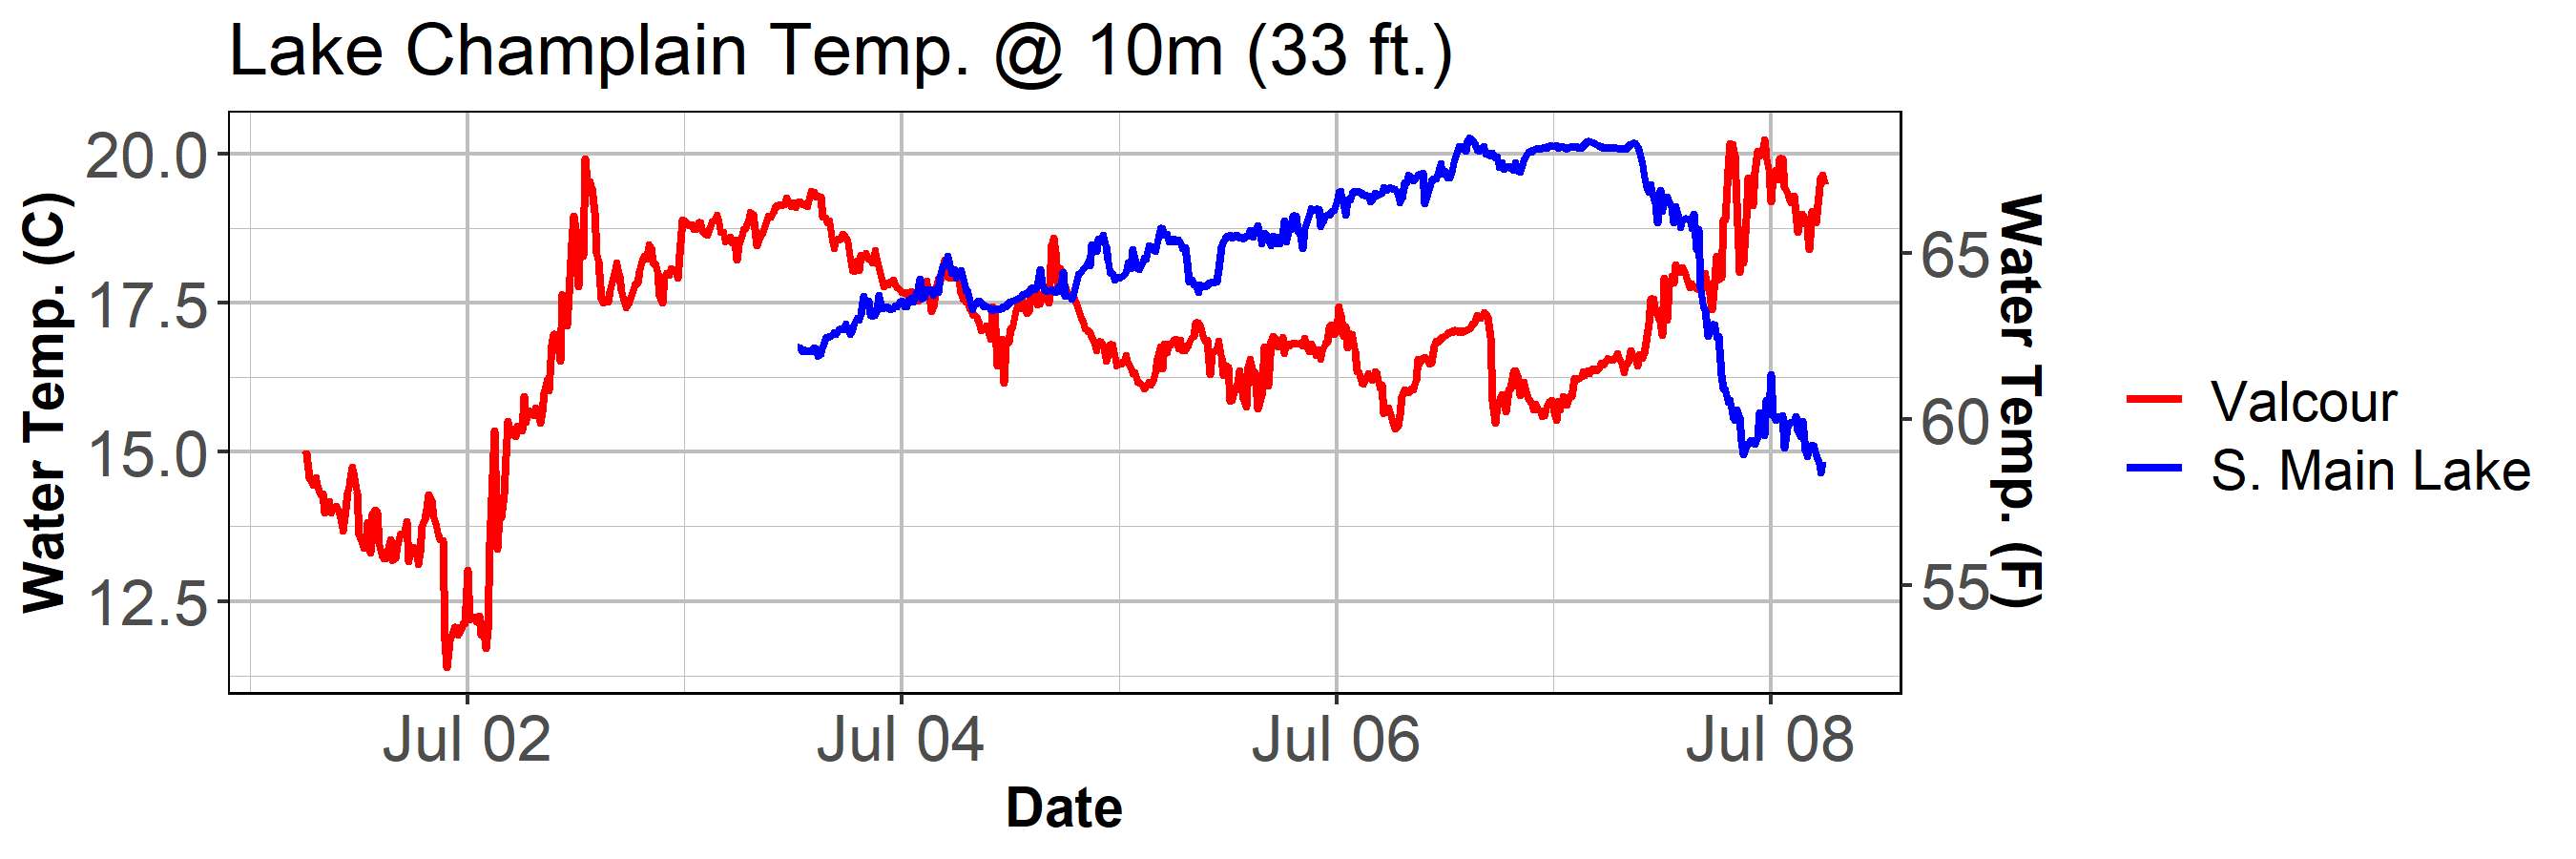 Lake Champlain Temp. @ 10m (33 ft.)
Water Temp. (C)
20.0
17.5
15.0
12.5
65
60
55
Water Temp. (F)
Jul 02
Jul 04
Jul 06
Jul 08
Date
Valcour
S. Main Lake